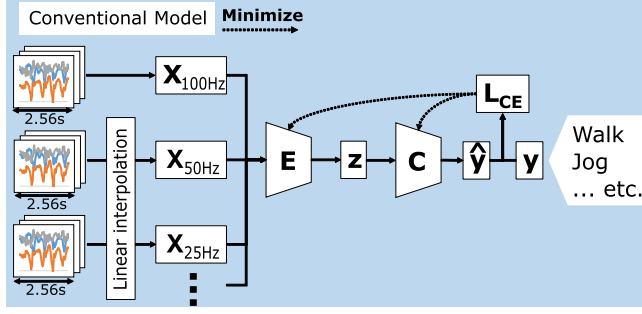 Conventional Model
Minimize
2.56s
X100Hz
LCE
Linear interpolation
2.56s
X50Hz
E
z
C
ŷ
y
Walk
Jog
... etc.
2.56s
X25Hz